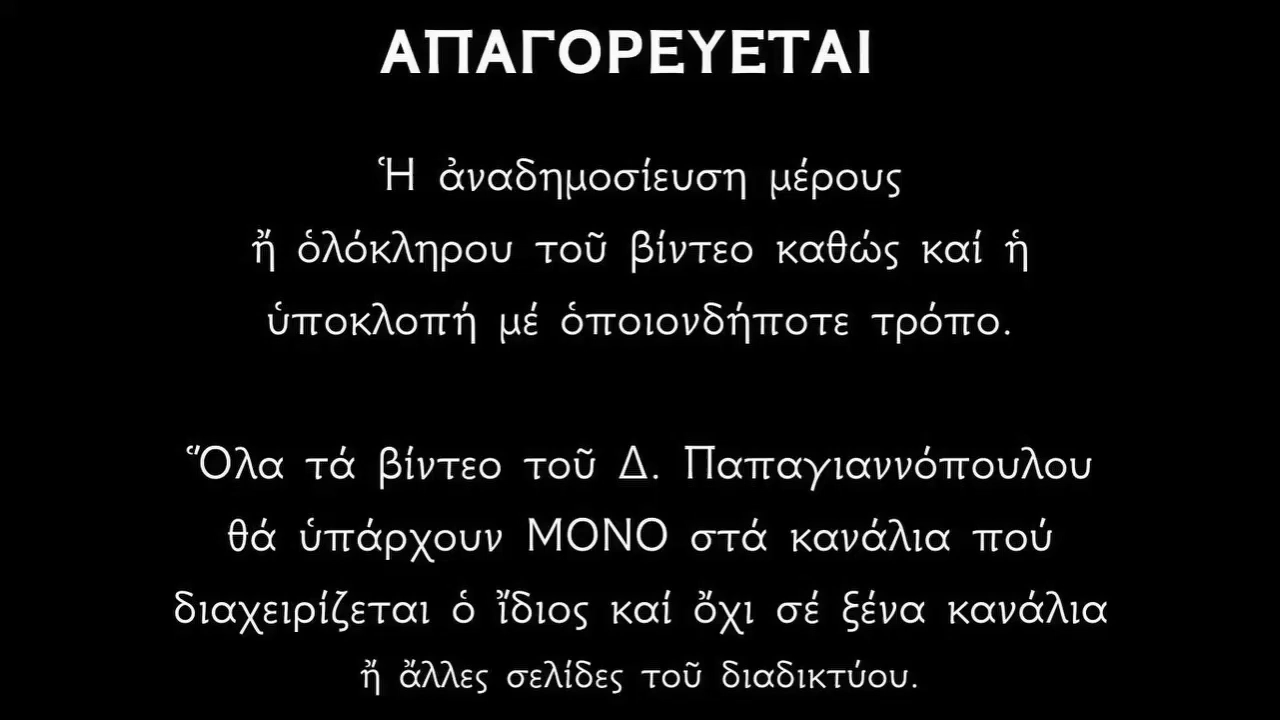 ΑΠΑΓΟΡΕΥΕΤΑΙ
Ἡ ἀναδημοσίευση μέρους
ἤ ὁλόκληρου τοῦ βίντεο καθώς καί ἡ
ὑποκλοπή μέ ὁποιονδήποτε τρόπο.
Ὅλα τά βίντεο τοῦ Δ. Παπαγιαννόπουλου
θά ὑπάρχουν ΜΟΝΟ στά κανάλια πού
διαχειρίζεται ὁ ἴδιος καί ὄχι σέ ξένα κανάλια
ἤ ἄλλες σελίδες τοῦ διαδικτύου.